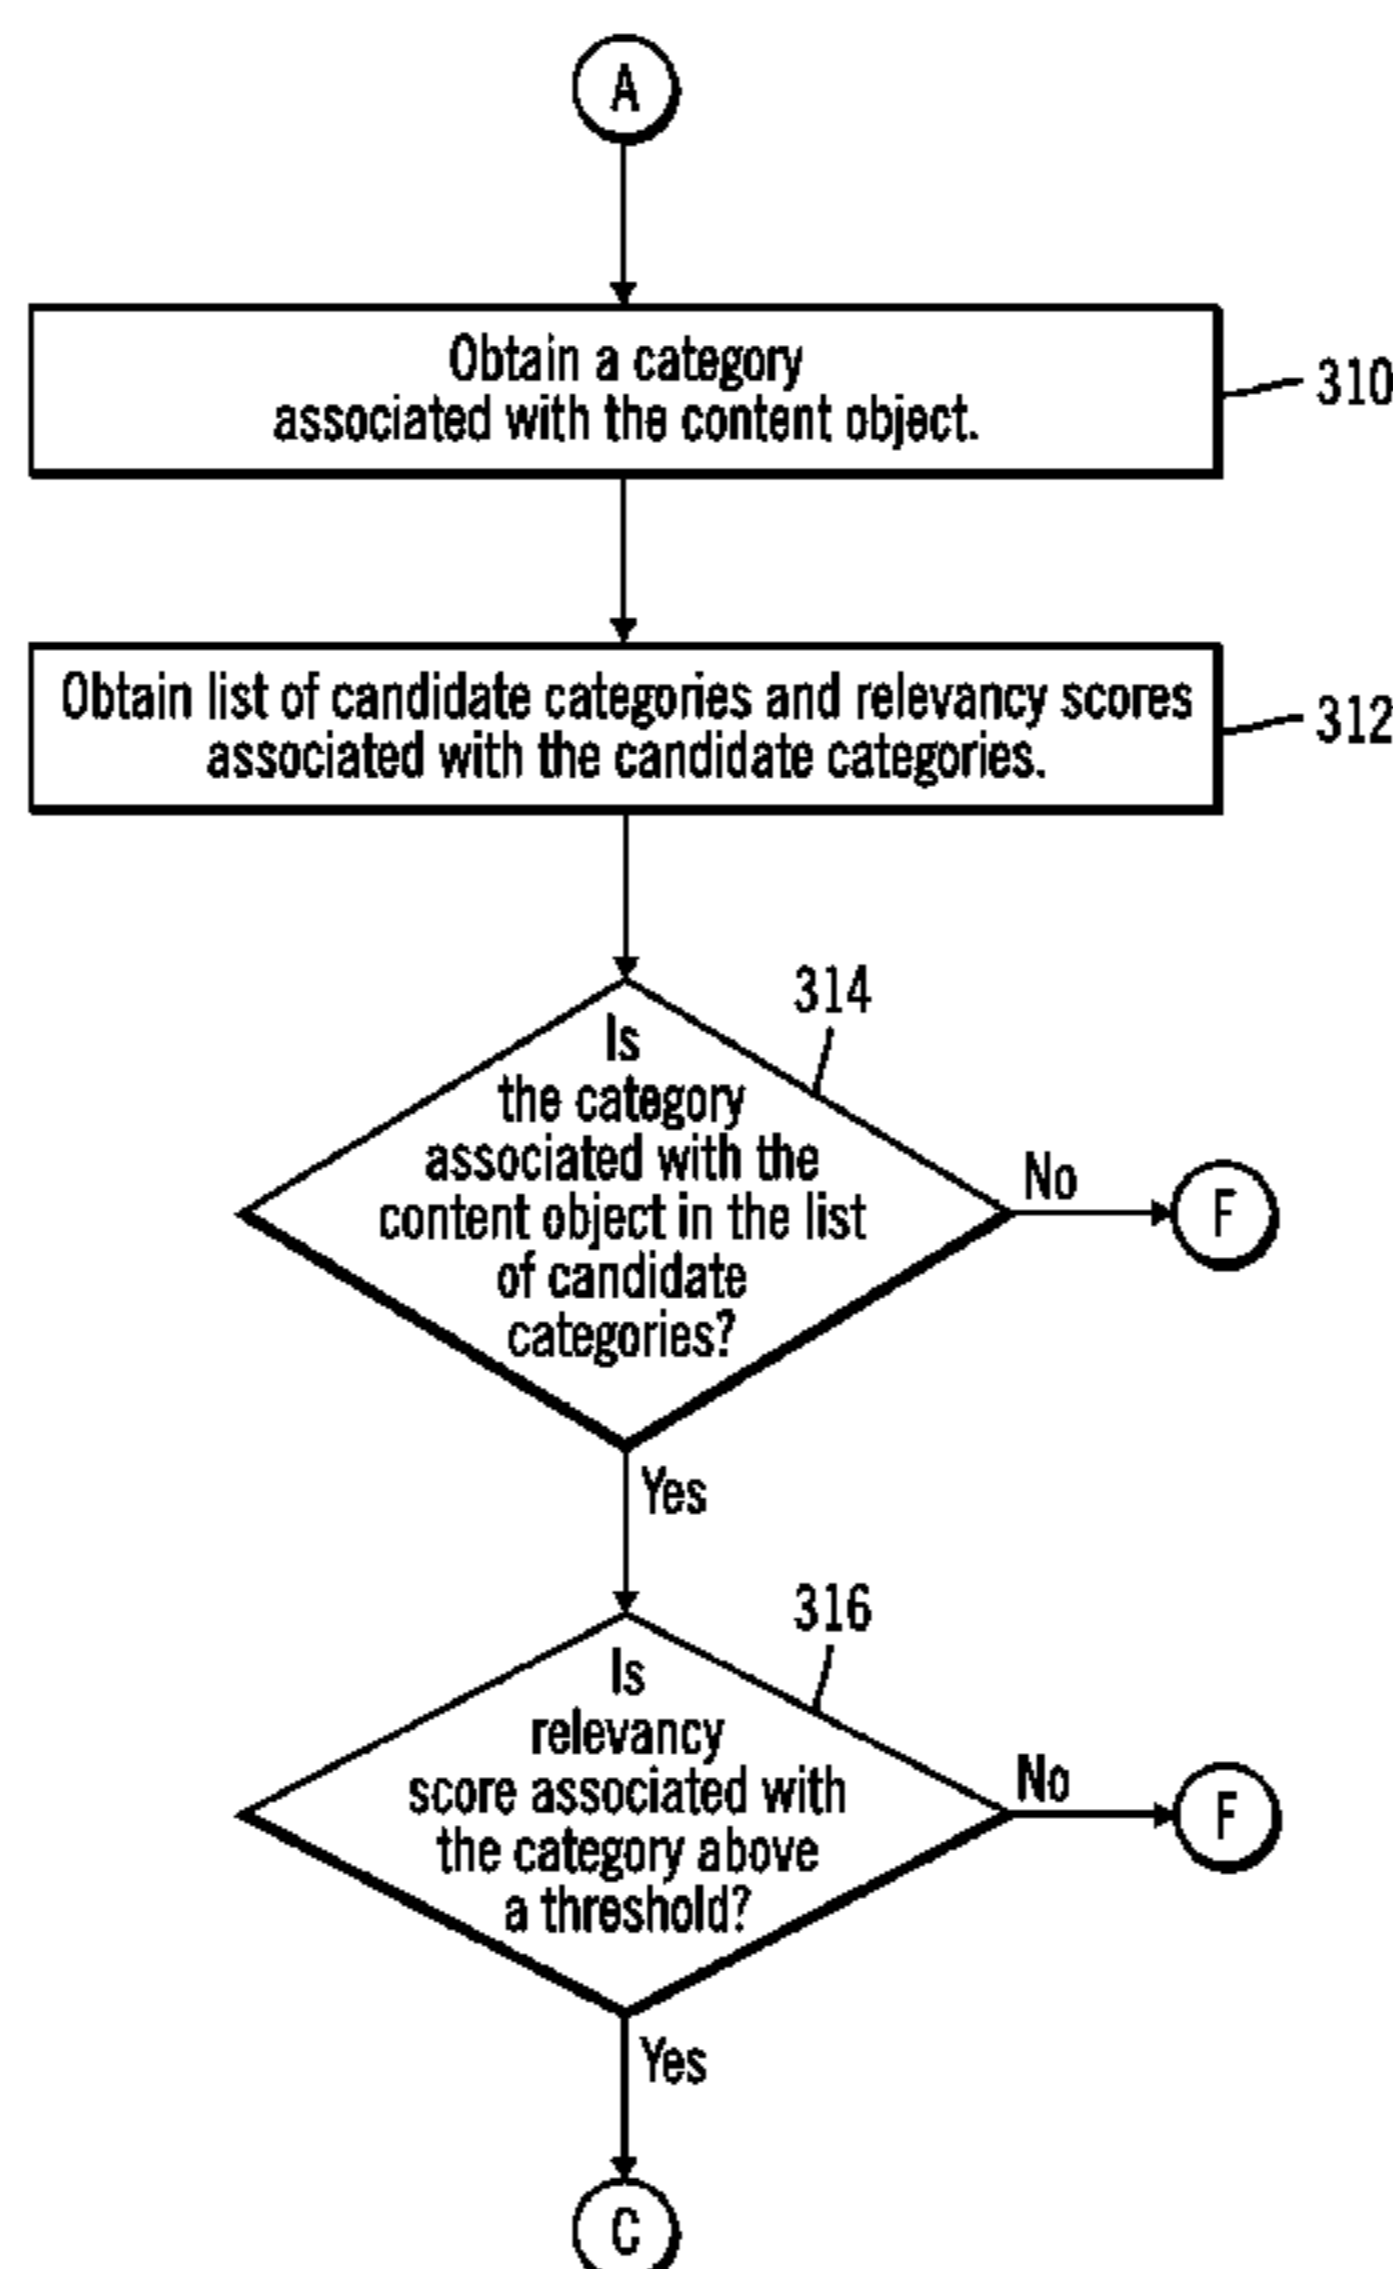 A
Obtain a category
associated with the content object.
310
Obtain list of candidate categories and relevancy scores
associated with the candidate categories.
312
314
Is
the category
associated with the
content object in the list
of candidate
categories?
No
F
Yes
316
Is
relevancy
score associated with
the category above
a threshold?
No
F
Yes
C